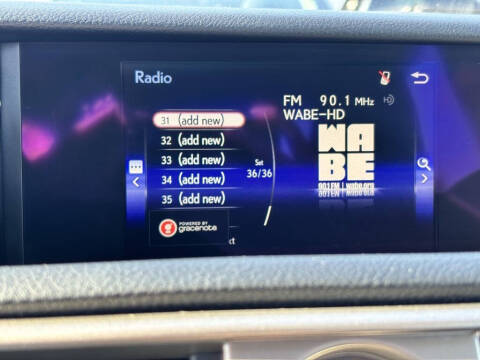 Radio
31 (add new)
32 (add new)
33 (add new)
34 (add new)
35 (add new)
Set
36/36
FM 90.1 MHz
WABE-HD
WA
BE
90.1 FM | wabe.org
POWERED BY
gracenote